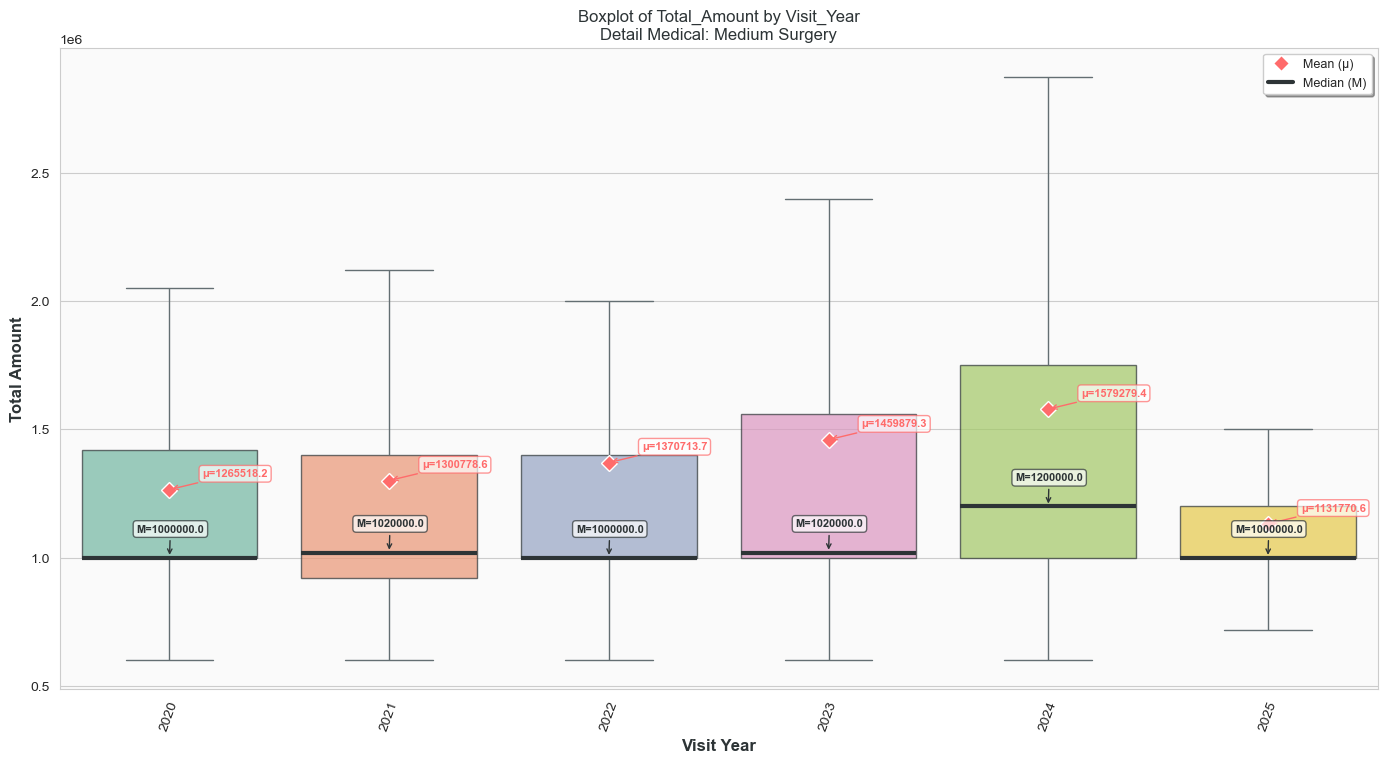 Boxplot of Total_Amount by Visit_Year
Detail Medical: Medium Surgery
1e6
Mean (μ)
Median (M)
2.5
2.0
1.5
1.0
0.5
Total Amount
μ=1265518.2
M=1000000.0
μ=1300778.6
M=1020000.0
μ=1370713.7
M=1000000.0
μ=1459879.3
M=1020000.0
μ=1579279.4
M=1200000.0
μ=1131770.6
M=1000000.0
2020
2021
2022
2023
2024
2025
Visit Year